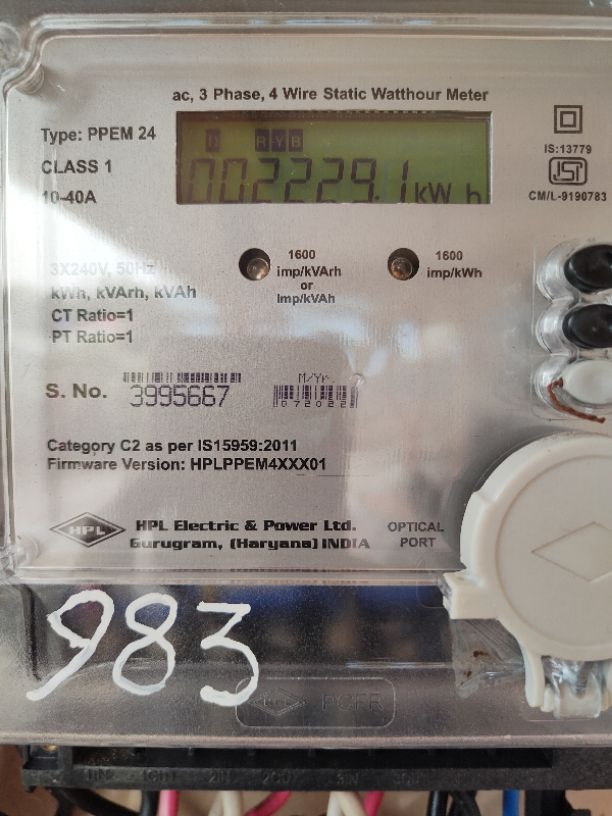 ac, 3 Phase, 4 Wire Static Watthour Meter
Type: PPEM 24
CLASS 1
10-40A
R Y B
002229.1 kW h
IS:13779
ISI
CM/L-9190783
1600
imp/kVArh
or
Imp/kVAh
1600
imp/kWh
3X240V, 50Hz
kWh, kVArh, kVAh
CT Ratio=1
PT Ratio=1
S. No.
3995667
M/Yr.
072022
Category C2 as per IS15959:2011
Firmware Version: HPLPPEM4XXX01
HPL
HPL Electric & Power Ltd.
Gurugram, (Haryana) INDIA
OPTICAL
PORT
983